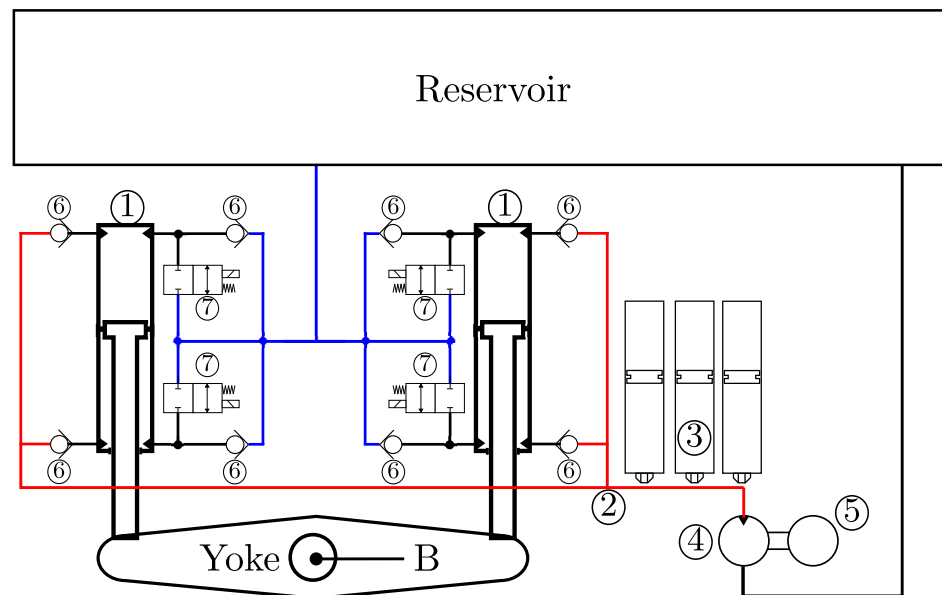 Reservoir
⑥ ① ⑥ ⑥ ① ⑥
⑦ ⑦
⑦ ⑦
③
⑥ ⑥ ⑥ ⑥
②
⑤
④
Yoke B